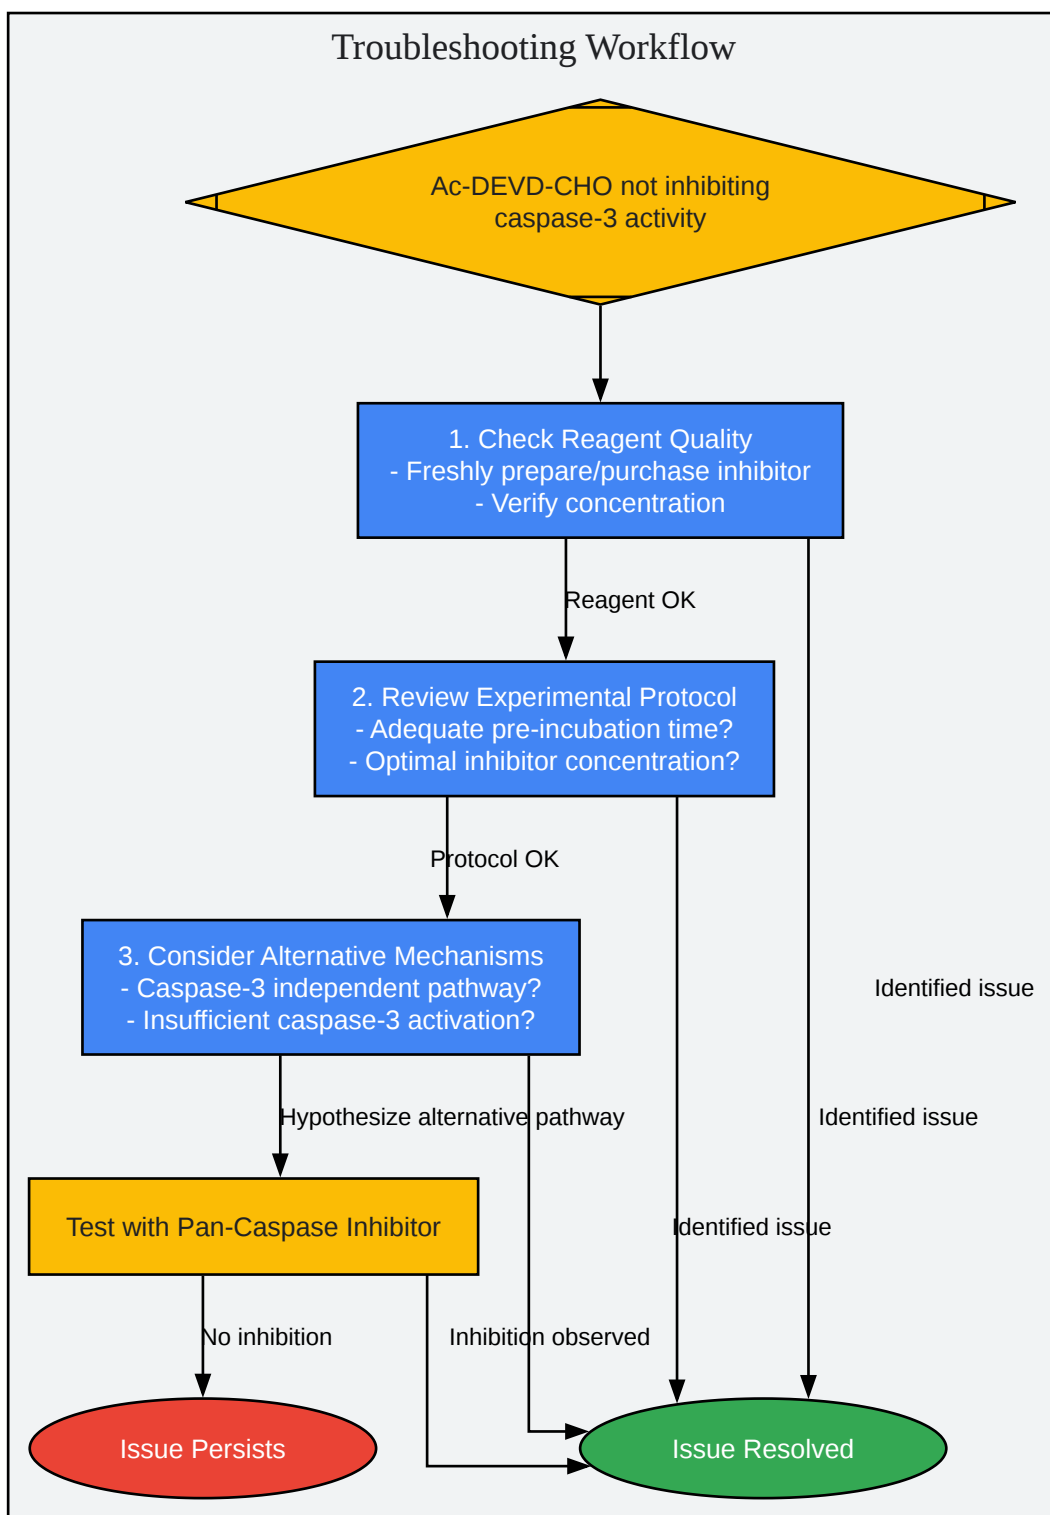 Troubleshooting Workflow
Ac-DEVD-CHO not inhibiting
caspase-3 activity
1. Check Reagent Quality
- Freshly prepare/purchase inhibitor
- Verify concentration
Reagent OK
2. Review Experimental Protocol
- Adequate pre-incubation time?
- Optimal inhibitor concentration?
Protocol OK
3. Consider Alternative Mechanisms
- Caspase-3 independent pathway?
- Insufficient caspase-3 activation?
Identified issue
Hypothesize alternative pathway
Identified issue
Test with Pan-Caspase Inhibitor
Identified issue
No inhibition
Inhibition observed
Issue Persists
Issue Resolved